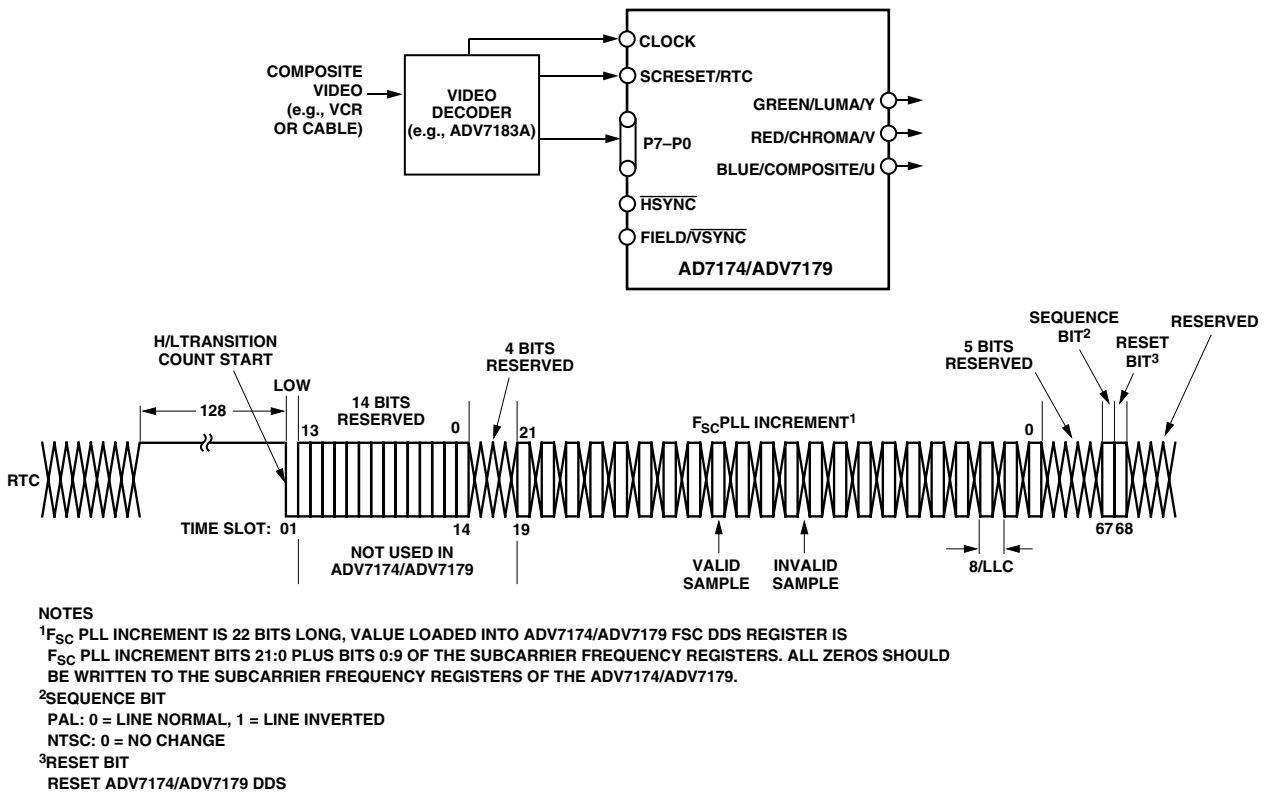 CLOCK
SCRESET/RTC
COMPOSITE
VIDEO
(e.g., VCR
OR CABLE)
VIDEO
DECODER
(e.g., ADV7183A)
P7–P0
GREEN/LUMA/Y
RED/CHROMA/V
BLUE/COMPOSITE/U
HSYNC
FIELD/VSYNC
AD7174/ADV7179
H/LTRANSITION
COUNT START
LOW
128
13
14 BITS
RESERVED
0
4 BITS
RESERVED
21
FSCPLL INCREMENT1
0
5 BITS
RESERVED
SEQUENCE
BIT2
RESET
BIT3
RESERVED
RTC
TIME SLOT: 01
14
19
67 68
NOT USED IN
ADV7174/ADV7179
VALID
SAMPLE
INVALID
SAMPLE
8/LLC
NOTES
1FSC PLL INCREMENT IS 22 BITS LONG, VALUE LOADED INTO ADV7174/ADV7179 FSC DDS REGISTER IS
FSC PLL INCREMENT BITS 21:0 PLUS BITS 0:9 OF THE SUBCARRIER FREQUENCY REGISTERS. ALL ZEROS SHOULD
BE WRITTEN TO THE SUBCARRIER FREQUENCY REGISTERS OF THE ADV7174/ADV7179.
2SEQUENCE BIT
PAL: 0 = LINE NORMAL, 1 = LINE INVERTED
NTSC: 0 = NO CHANGE
3RESET BIT
RESET ADV7174/ADV7179 DDS